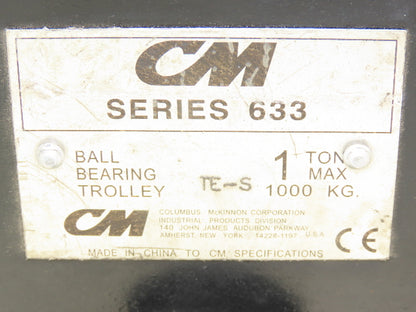 CM
SERIES 633
BALL BEARING TROLLEY
TE-S
1 TON MAX
1000 KG.
CM
COLUMBUS McKINNON CORPORATION
INDUSTRIAL PRODUCTS DIVISION
140 JOHN JAMES AUDUBON PARKWAY
AMHERST, NEW YORK 14228-1197 U.S.A
CE
MADE IN CHINA TO CM SPECIFICATIONS